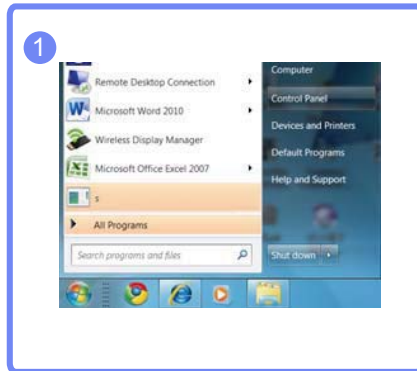 1
Remote Desktop Connection
Microsoft Word 2010
Wireless Display Manager
Microsoft Office Excel 2007
s
All Programs
Search programs and files
Computer
Control Panel
Devices and Printers
Default Programs
Help and Support
Shut down